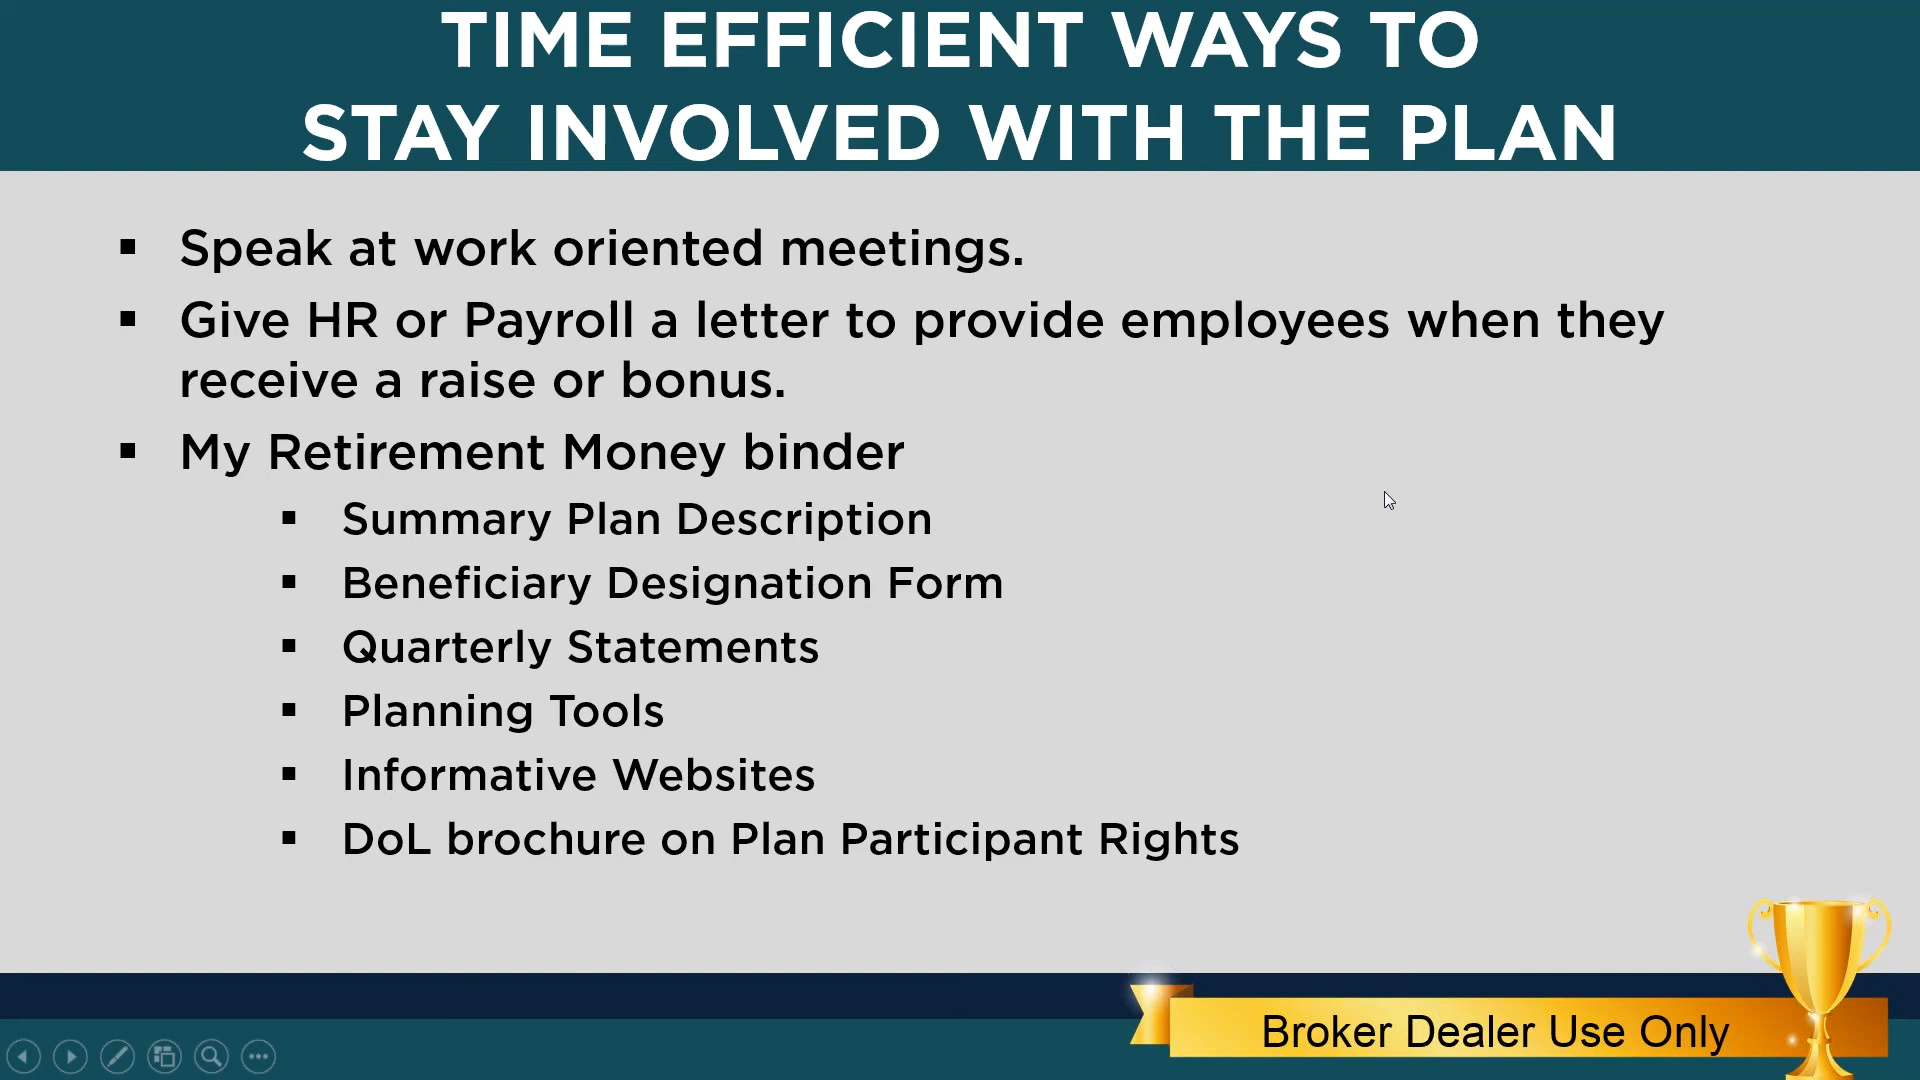 TIME EFFICIENT WAYS TO
STAY INVOLVED WITH THE PLAN
▪ Speak at work oriented meetings.
▪ Give HR or Payroll a letter to provide employees when they
receive a raise or bonus.
▪ My Retirement Money binder
▪ Summary Plan Description
▪ Beneficiary Designation Form
▪ Quarterly Statements
▪ Planning Tools
▪ Informative Websites
▪ DoL brochure on Plan Participant Rights
Broker Dealer Use Only